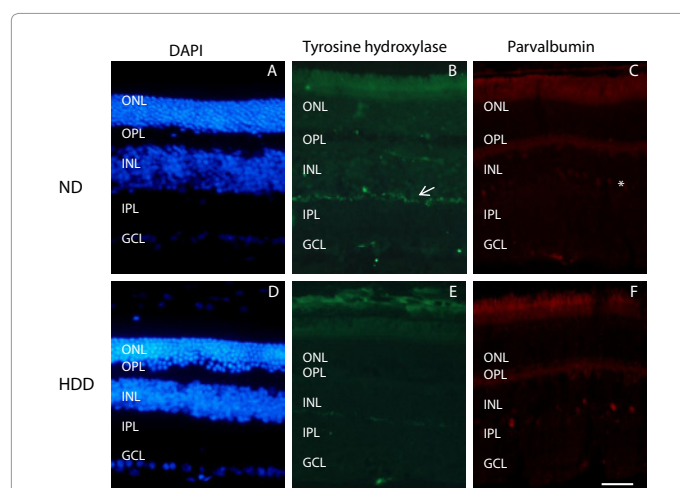 DAPI
Tyrosine hydroxylase
Parvalbumin
ND
A
ONL
OPL
INL
IPL
GCL
B
ONL
OPL
INL
IPL
GCL
C
ONL
OPL
INL
*
IPL
GCL
HDD
D
ONL
OPL
INL
IPL
GCL
E
ONL
OPL
INL
IPL
GCL
F
ONL
OPL
INL
IPL
GCL